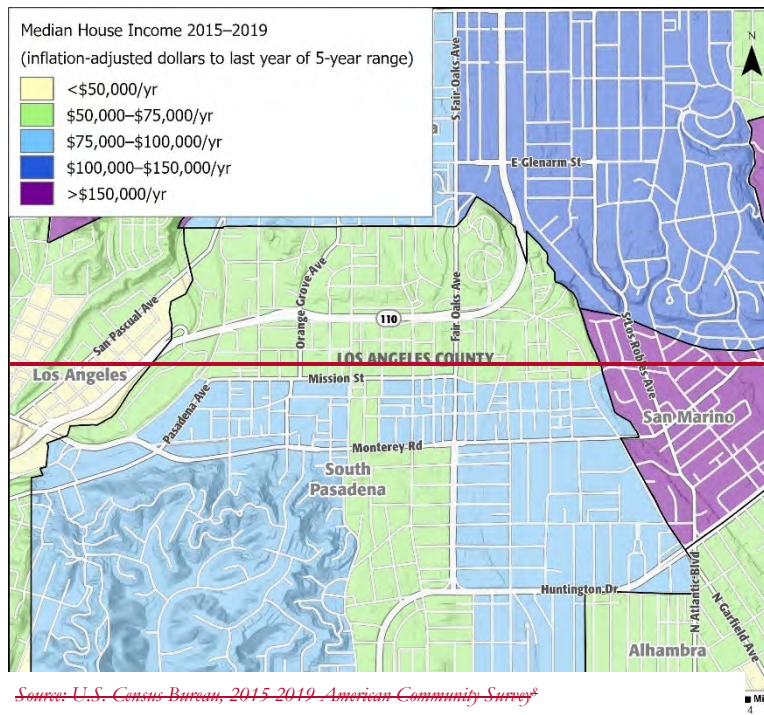 Median House Income 2015–2019
(inflation-adjusted dollars to last year of 5-year range)
<$50,000/yr
$50,000–$75,000/yr
$75,000–$100,000/yr
$100,000–$150,000/yr
>$150,000/yr
N
S Fair Oaks Ave
E Glenarm St
Orange Grove Ave
Fair Oaks Ave
San Pascual Ave
110
S Los Robles Ave
LOS ANGELES COUNTY
Los Angeles
Mission St
Pasadena Ave
San Marino
Monterey Rd
South
Pasadena
Huntington Dr
N Atlantic Blvd
N Garfield Ave
Alhambra
Source: U.S. Census Bureau, 2015-2019 American Community Survey8
Mi
4